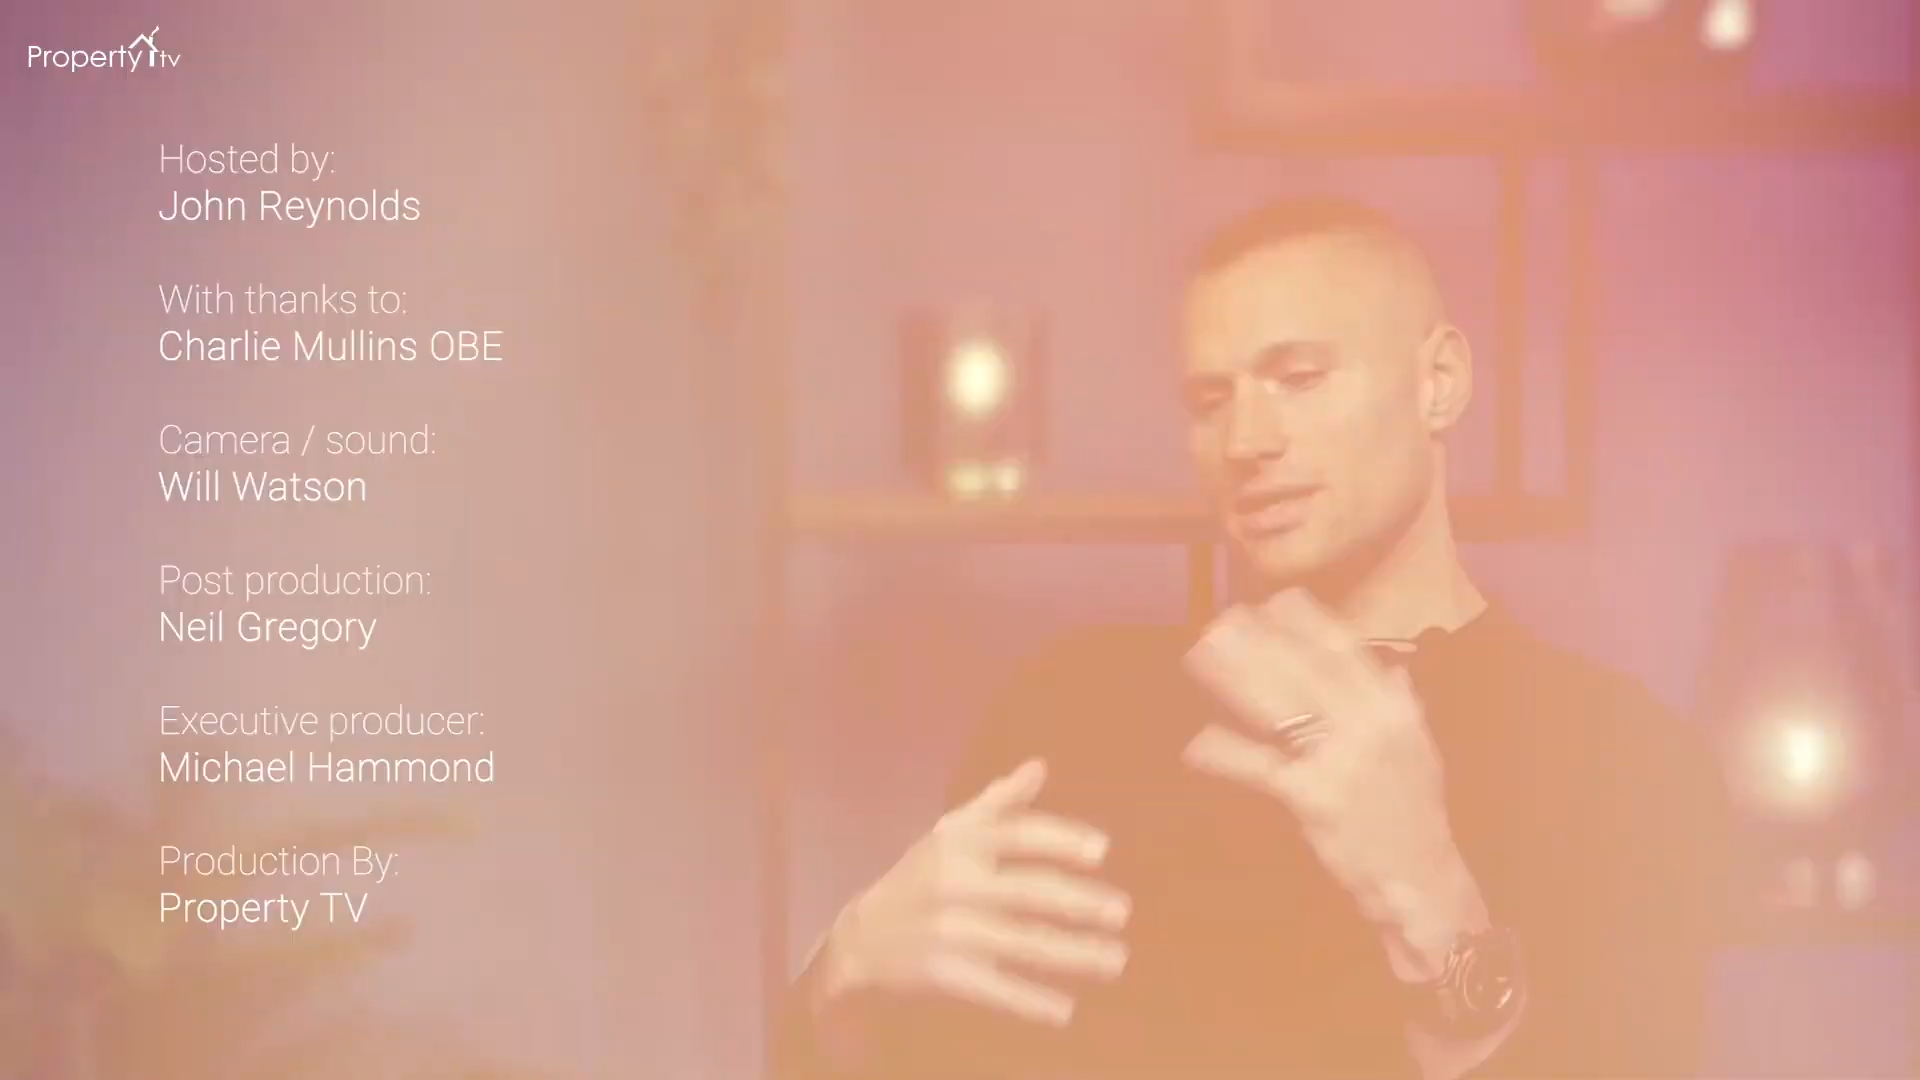 Property tv
Hosted by:
John Reynolds
With thanks to:
Charlie Mullins OBE
Camera / sound:
Will Watson
Post production:
Neil Gregory
Executive producer:
Michael Hammond
Production By:
Property TV